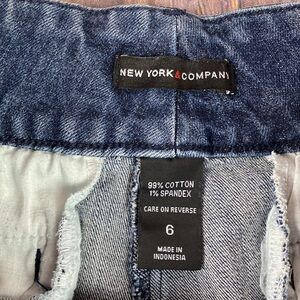 NEW YORK & COMPANY
99% COTTON
1% SPANDEX
CARE ON REVERSE
6
MADE IN
INDONESIA